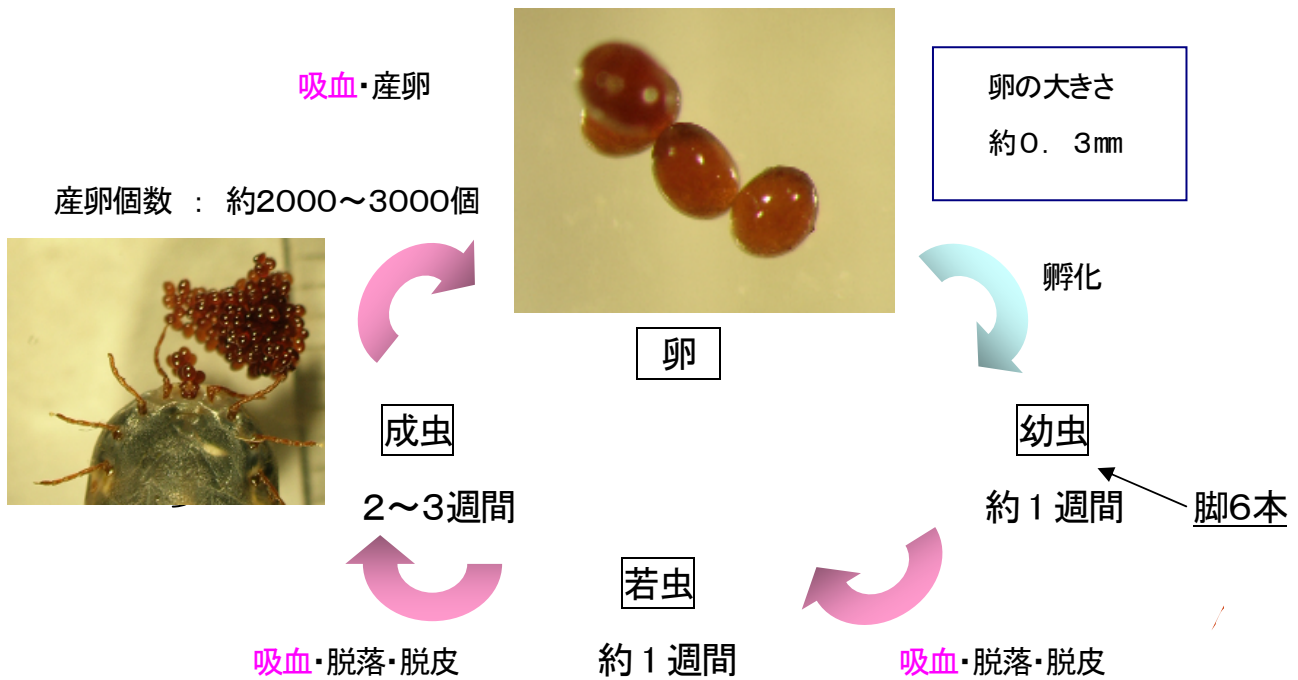 吸血・産卵
卵の大きさ
約０．３㎜
産卵個数 ： 約2000～3000個
孵化
卵
成虫
幼虫
２～３週間
約１週間
脚6本
若虫
吸血・脱落・脱皮
約１週間
吸血・脱落・脱皮